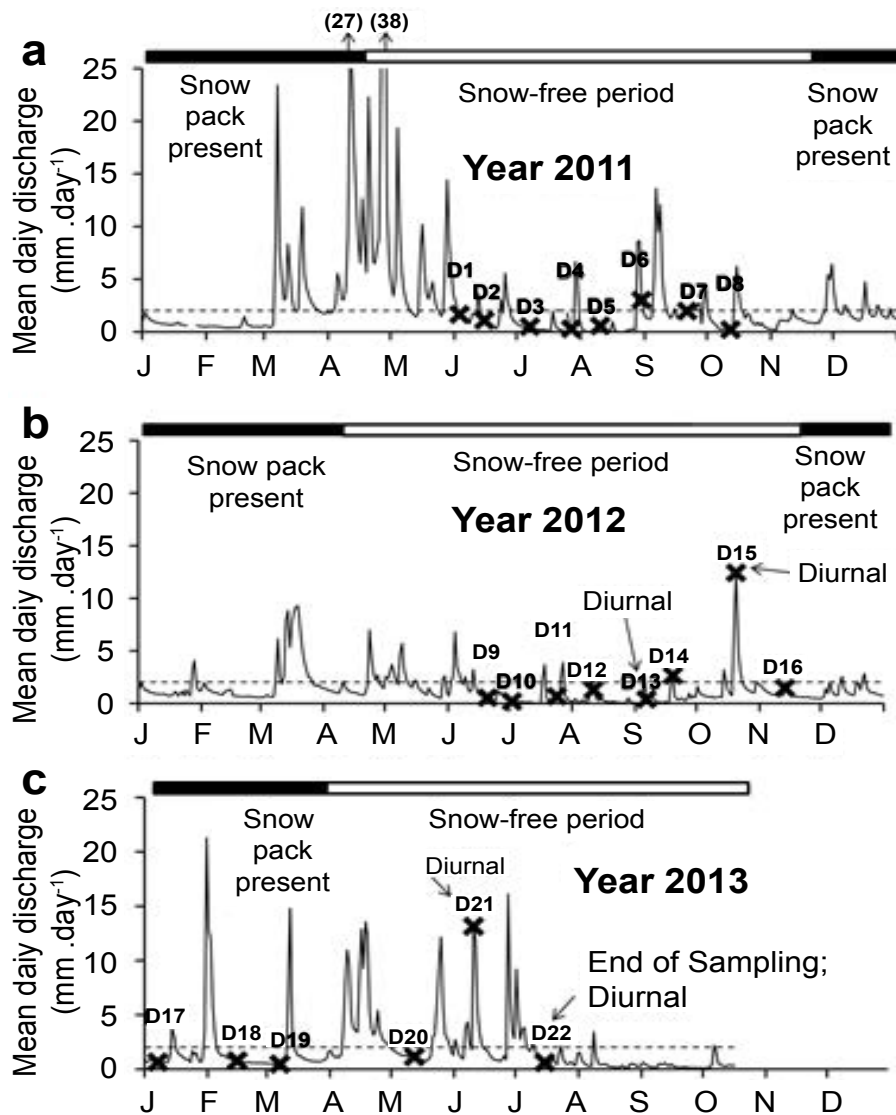 (27) (38)
a
Snow pack present
Snow-free period
Snow pack present
Year 2011
Mean daiy discharge (mm .day-1)
25
20
15
10
5
0
D1 D2 D3 D4 D5 D6 D7 D8
J F M A M J J A S O N D
b
Snow pack present
Snow-free period
Snow pack present
Year 2012
Mean daiy discharge (mm .day-1)
25
20
15
10
5
0
D15
Diurnal
Diurnal
D9 D10 D11 D12 D13 D14 D16
J F M A M J J A S O N D
c
Snow pack present
Snow-free period
Year 2013
Mean daiy discharge (mm .day-1)
25
20
15
10
5
0
Diurnal
D21
End of Sampling;
Diurnal
D17 D18 D19 D20 D22
J F M A M J J A S O N D